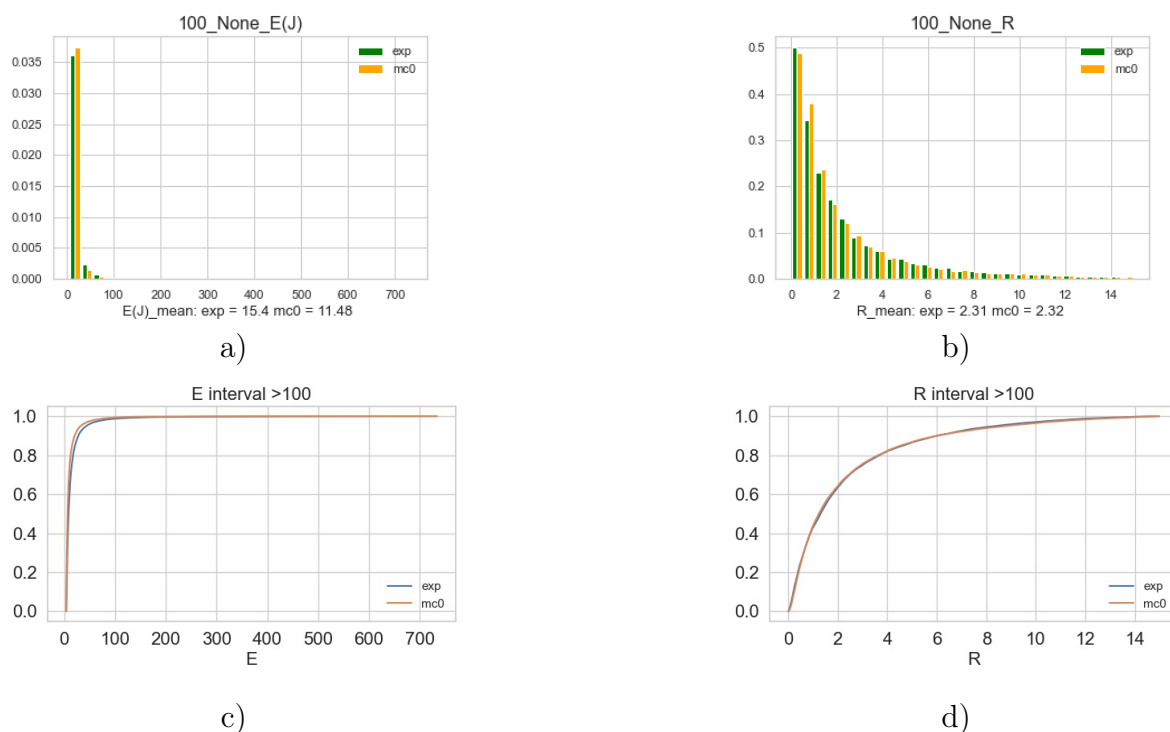 100_None_E(J)
0.035
0.030
0.025
0.020
0.015
0.010
0.005
0.000
exp
mc0
0 100 200 300 400 500 600 700
E(J)_mean: exp = 15.4 mc0 = 11.48
a)
100_None_R
0.5
0.4
0.3
0.2
0.1
0.0
exp
mc0
0 2 4 6 8 10 12 14
R_mean: exp = 2.31 mc0 = 2.32
b)
E interval >100
1.0
0.8
0.6
0.4
0.2
0.0
exp
mc0
0 100 200 300 400 500 600 700
E
c)
R interval >100
1.0
0.8
0.6
0.4
0.2
0.0
exp
mc0
0 2 4 6 8 10 12 14
R
d)